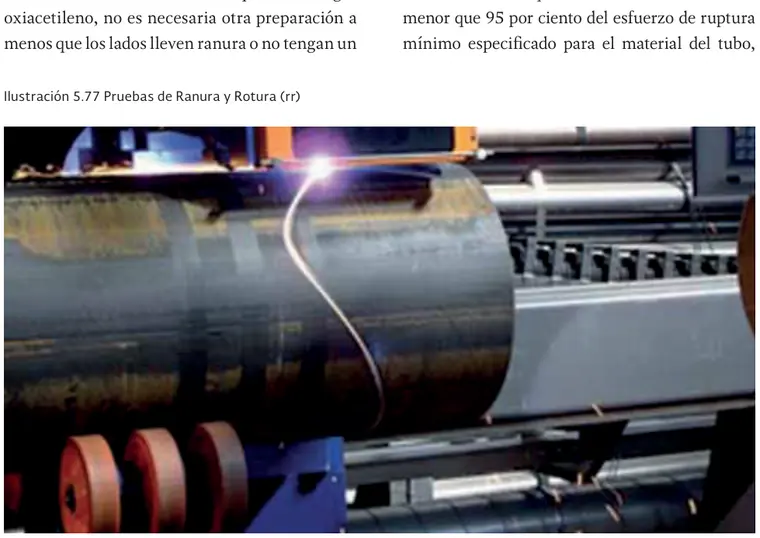 oxiacetileno, no es necesaria otra preparación a
menos que los lados lleven ranura o no tengan un
menor que 95 por ciento del esfuerzo de ruptura
mínimo especificado para el material del tubo,
Ilustración 5.77 Pruebas de Ranura y Rotura (rr)